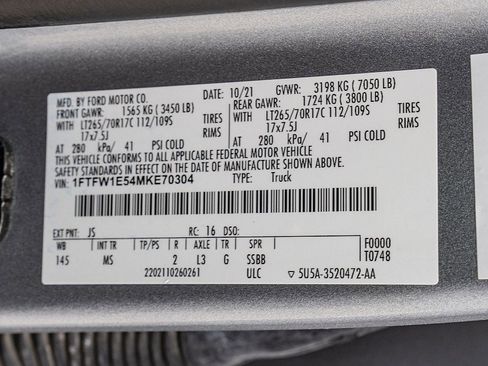 MFD. BY FORD MOTOR CO. DATE: 10/21 GVWR: 3198 KG ( 7050 LB)
FRONT GAWR: 1565 KG ( 3450 LB) REAR GAWR: 1724 KG ( 3800 LB)
WITH LT265/70R17C 112/109S TIRES WITH LT265/70R17C 112/109S TIRES
17x7.5J RIMS 17x7.5J RIMS
AT 280 kPa/ 41 PSI COLD AT 280 kPa/ 41 PSI COLD
THIS VEHICLE CONFORMS TO ALL APPLICABLE FEDERAL MOTOR VEHICLE
SAFETY STANDARDS IN EFFECT ON THE DATE OF MANUFACTURE SHOWN ABOVE.
VIN: 1FTFW1E54MKE70304 TYPE: Truck
EXT PNT: JS RC: 16 DSO:
WB INT TR TP/PS R AXLE TR SPR F0000
145 MS 2 L3 G SSBB T0748
2202110260261 ULC 5U5A-3520472-AA